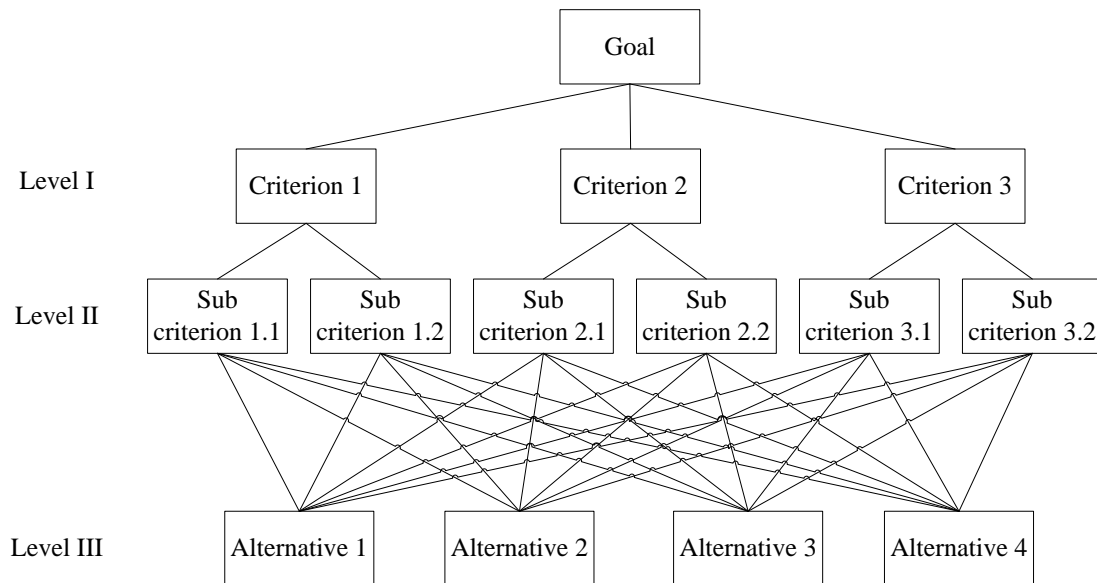 Goal
Level I
Criterion 1
Criterion 2
Criterion 3
Level II
Sub
criterion 1.1
Sub
criterion 1.2
Sub
criterion 2.1
Sub
criterion 2.2
Sub
criterion 3.1
Sub
criterion 3.2
Level III
Alternative 1
Alternative 2
Alternative 3
Alternative 4